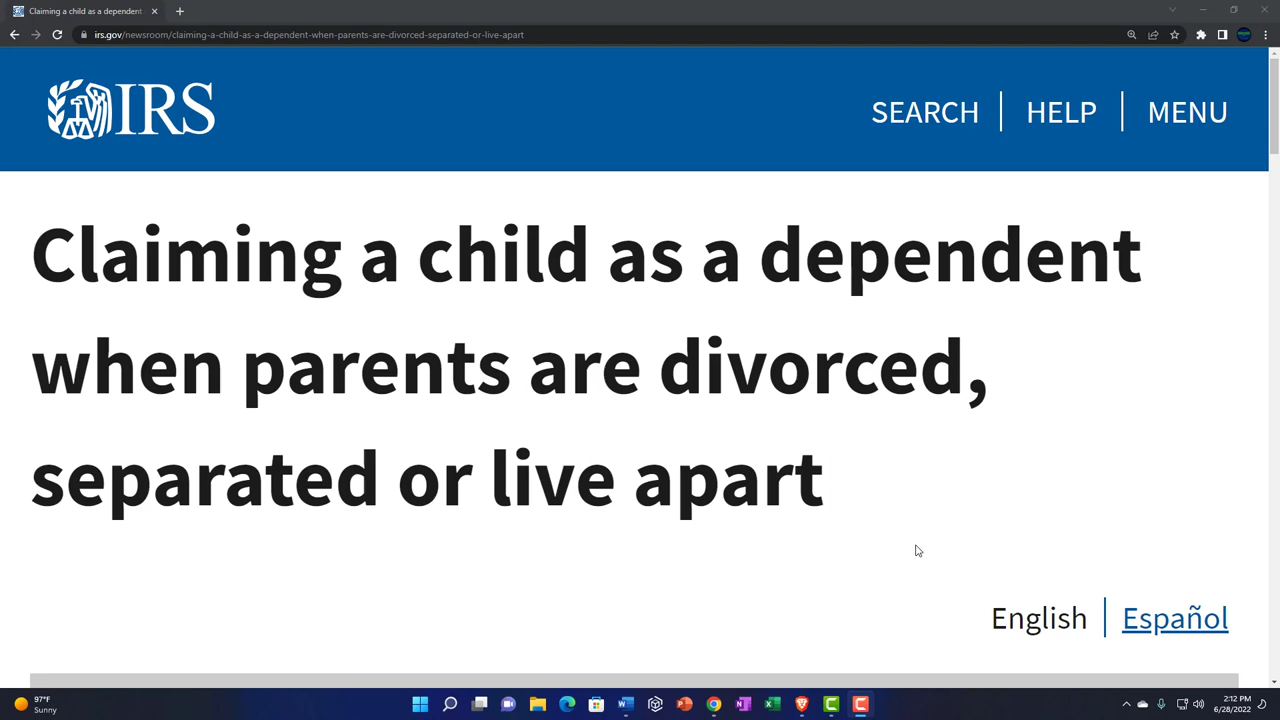 Claiming a child as a dependent
irs.gov/newsroom/claiming-a-child-as-a-dependent-when-parents-are-divorced-separated-or-live-apart
IRS
SEARCH
HELP
MENU
Claiming a child as a dependent
when parents are divorced,
separated or live apart
English
Español
97°F
Sunny
2:12 PM
6/28/2022